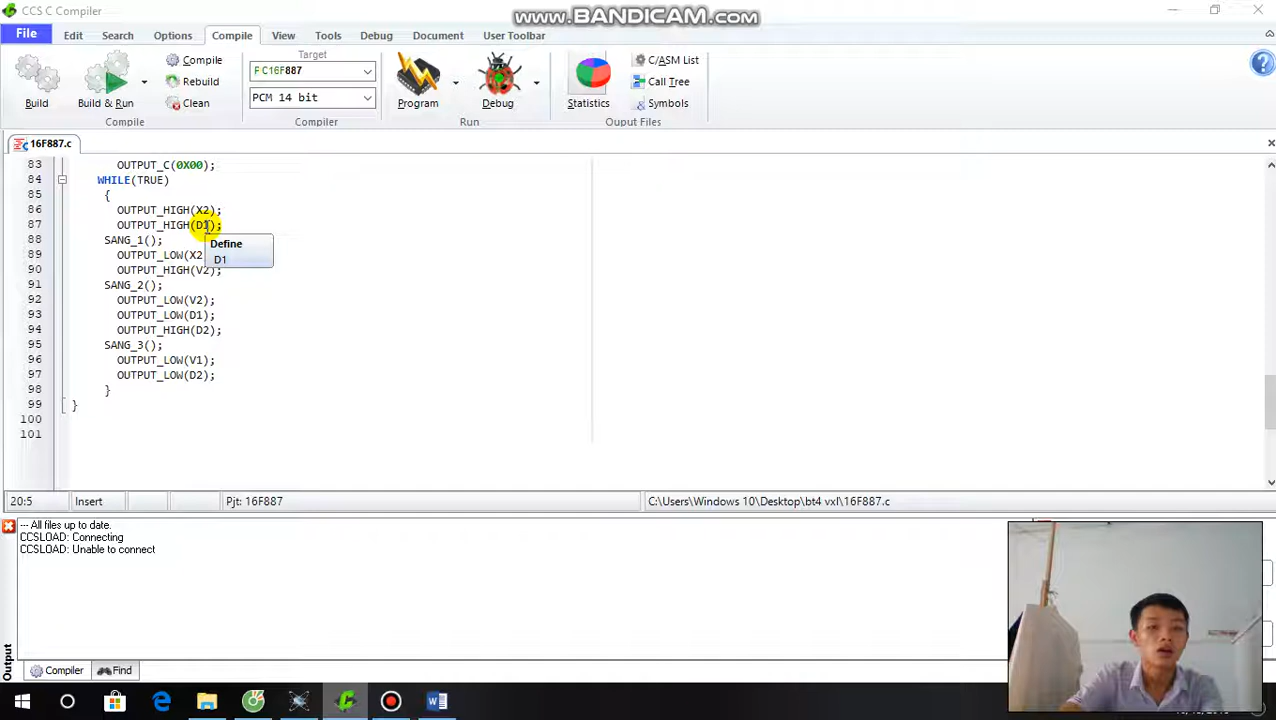 CCS C Compiler
www.BANDICAM.com
File Edit Search Options Compile View Tools Debug Document User Toolbar
Build
Build & Run
Compile
Rebuild
Clean
Compile
Target
PIC16F887
PCM 14 bit
Compiler
Program
Debug
Run
Statistics
C/ASM List
Call Tree
Symbols
Ouput Files
16F887.c
83 OUTPUT_C(0X00);
84 WHILE(TRUE)
85 {
86 OUTPUT_HIGH(X2);
87 OUTPUT_HIGH(D1);
88 SANG_1();
89 OUTPUT_LOW(X2
90 OUTPUT_HIGH(V2);
91 SANG_2();
92 OUTPUT_LOW(V2);
93 OUTPUT_LOW(D1);
94 OUTPUT_HIGH(D2);
95 SANG_3();
96 OUTPUT_LOW(V1);
97 OUTPUT_LOW(D2);
98 }
99 }
100
101
Define
D1
20:5 Insert Pjt: 16F887 C:\Users\Windows 10\Desktop\bt4 vxl\16F887.c
--- All files up to date.
CCSLOAD: Connecting
CCSLOAD: Unable to connect
Output
Compiler Find